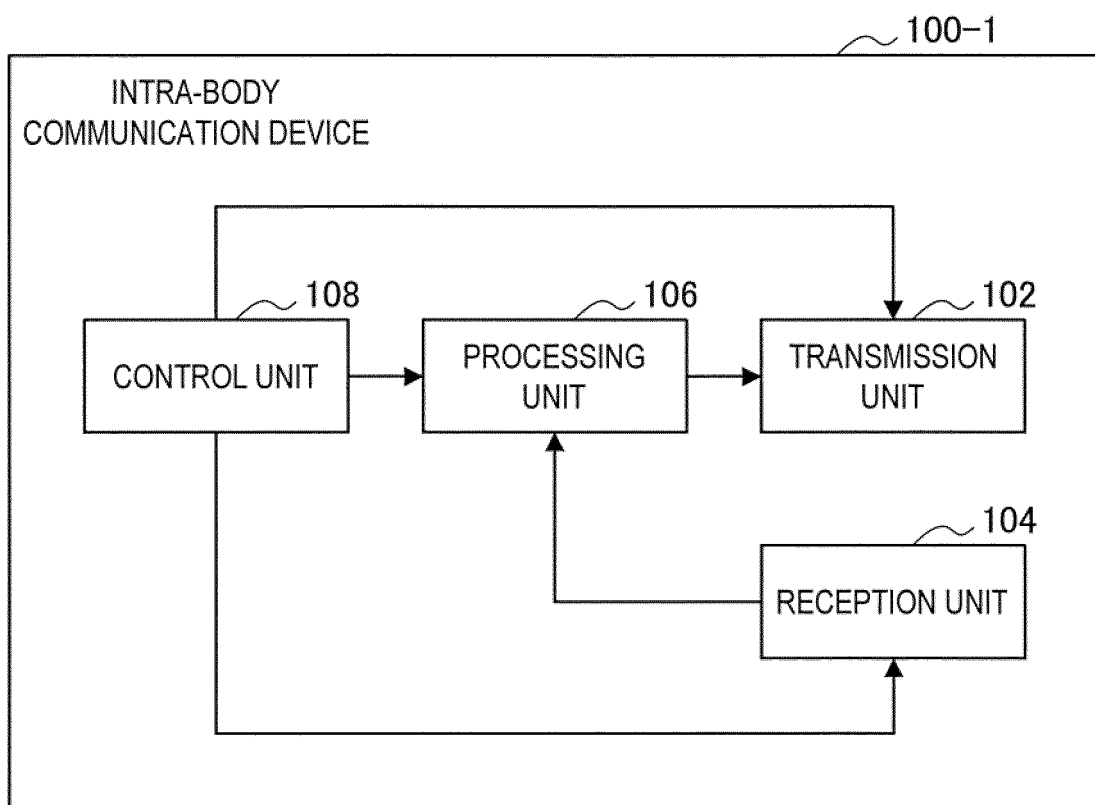 100-1
INTRA-BODY
COMMUNICATION DEVICE
108
106
102
CONTROL UNIT
PROCESSING
UNIT
TRANSMISSION
UNIT
104
RECEPTION UNIT